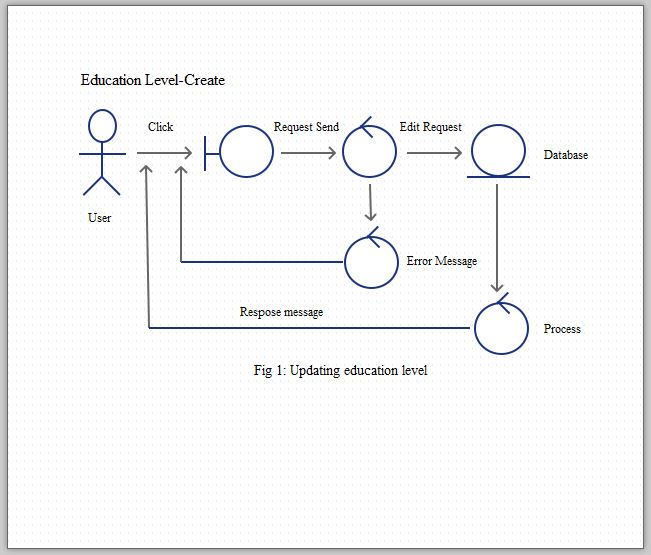 Education Level-Create
Click
Request Send
Edit Request
Database
User
Error Message
Respose message
Process
Fig 1: Updating education level